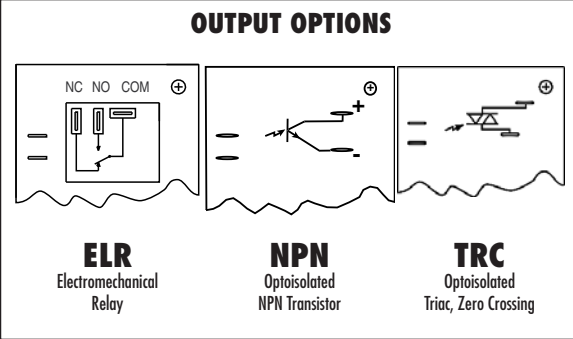 OUTPUT OPTIONS
NC NO COM
+
-
ELR
Electromechanical
Relay
NPN
Optoisolated
NPN Transistor
TRC
Optoisolated
Triac, Zero Crossing